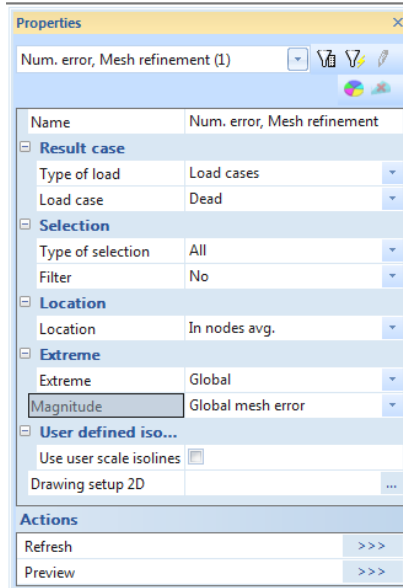 Properties
Num. error, Mesh refinement (1)
Name Num. error, Mesh refinement
Result case
Type of load Load cases
Load case Dead
Selection
Type of selection All
Filter No
Location
Location In nodes avg.
Extreme
Extreme Global
Magnitude Global mesh error
User defined iso...
Use user scale isolines
Drawing setup 2D ...
Actions
Refresh >>>
Preview >>>